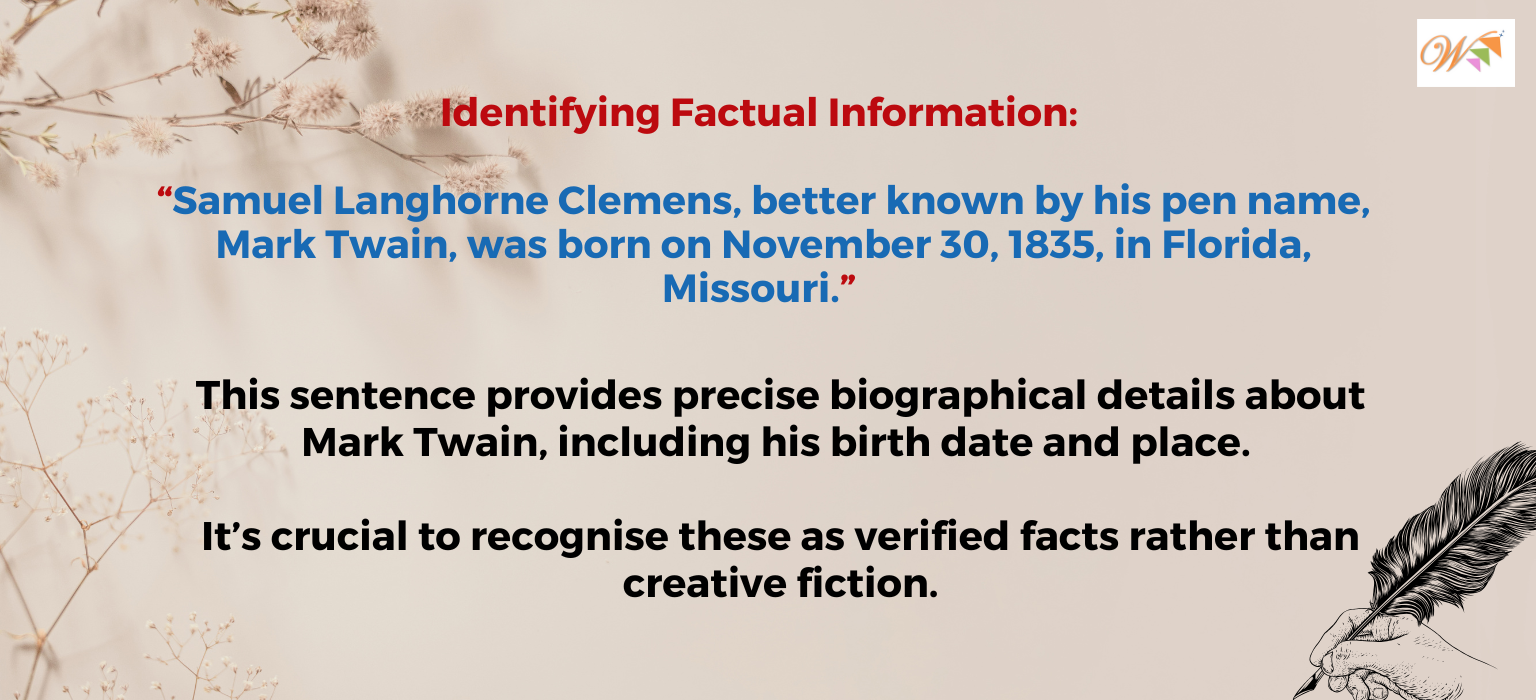 Identifying Factual Information:
“Samuel Langhorne Clemens, better known by his pen name,
Mark Twain, was born on November 30, 1835, in Florida,
Missouri.”
This sentence provides precise biographical details about
Mark Twain, including his birth date and place.
It’s crucial to recognise these as verified facts rather than
creative fiction.
W